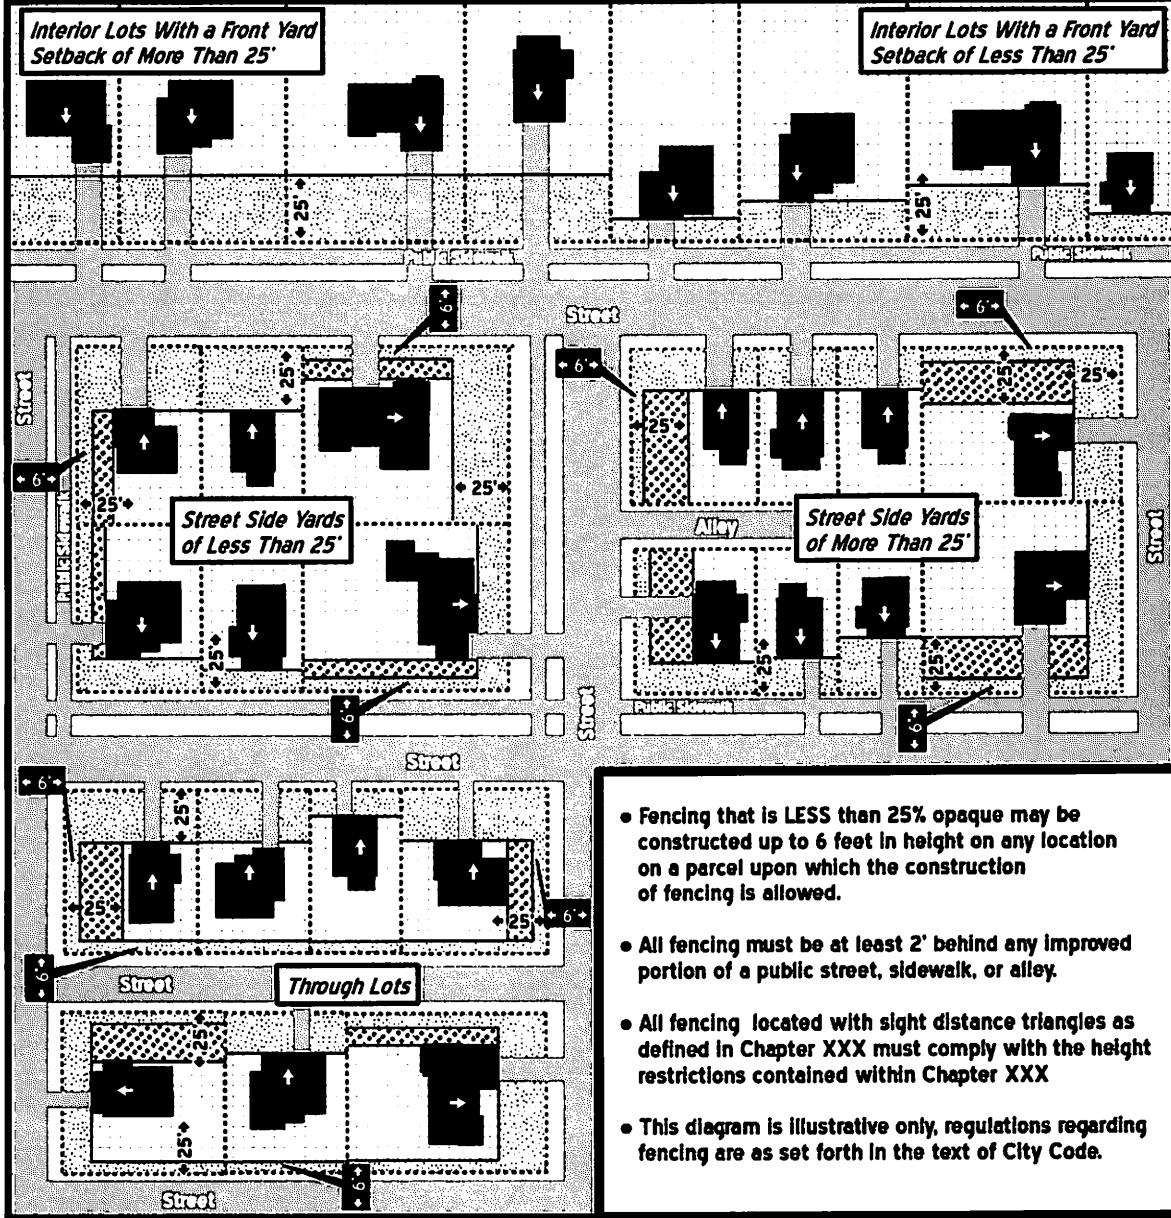 Interior Lots With a Front Yard
Setback of More Than 25'
Interior Lots With a Front Yard
Setback of Less Than 25'
25'
25'
Public Sidewalk
Public Sidewalk
6'
Street
6'
6'
Street
25'
25'
25'
25'
6'
25'
25'
Public Sidewalk
Street Side Yards
of Less Than 25'
Alley
Street Side Yards
of More Than 25'
Street
25'
25'
25'
6'
Street
Public Sidewalk
6'
Street
6'
25'
25'
25'
6'
6'
Street
Through Lots
25'
25'
6'
Street
• Fencing that is LESS than 25% opaque may be
constructed up to 6 feet in height on any location
on a parcel upon which the construction
of fencing is allowed.
• All fencing must be at least 2' behind any improved
portion of a public street, sidewalk, or alley.
• All fencing located with sight distance triangles as
defined in Chapter XXX must comply with the height
restrictions contained within Chapter XXX
• This diagram is illustrative only, regulations regarding
fencing are as set forth in the text of City Code.